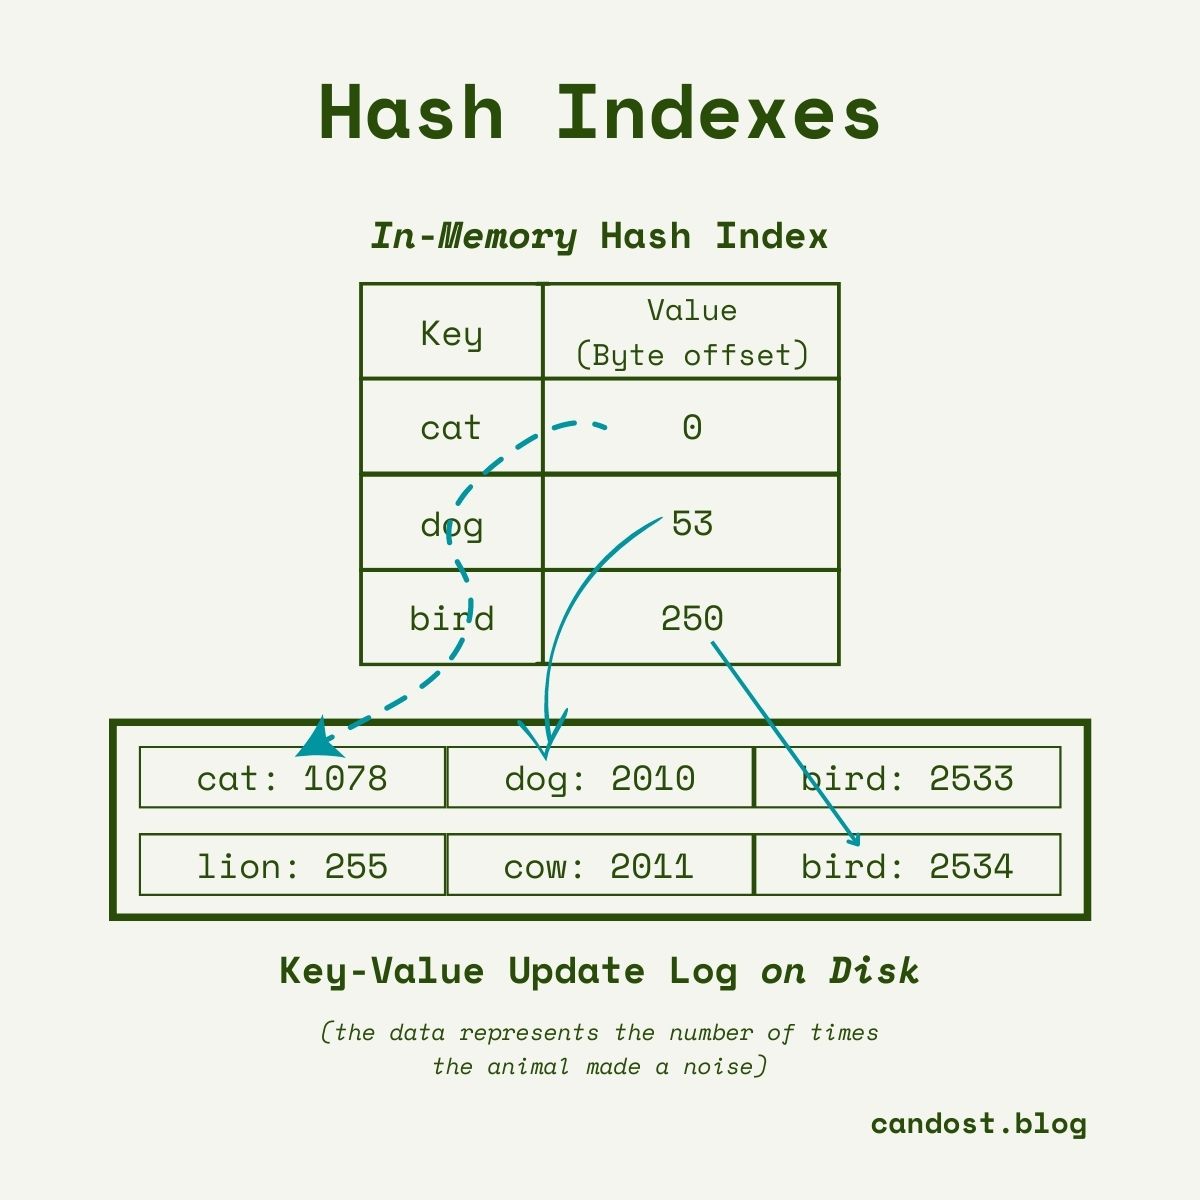 Hash Indexes
In-Memory Hash Index
Key
Value
(Byte offset)
cat
0
dog
53
bird
250
cat: 1078
dog: 2010
bird: 2533
lion: 255
cow: 2011
bird: 2534
Key-Value Update Log on Disk
(the data represents the number of times
the animal made a noise)
candost.blog